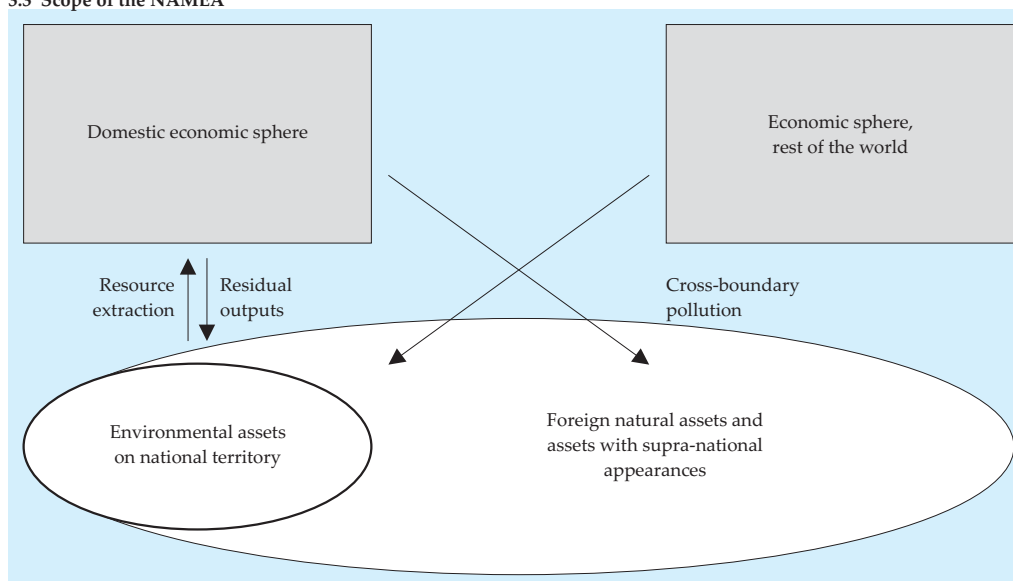 3.3 Scope of the NAMEA
Domestic economic sphere
Economic sphere,
rest of the world
Resource
extraction
Residual
outputs
Cross-boundary
pollution
Environmental assets
on national territory
Foreign natural assets and
assets with supra-national
appearances